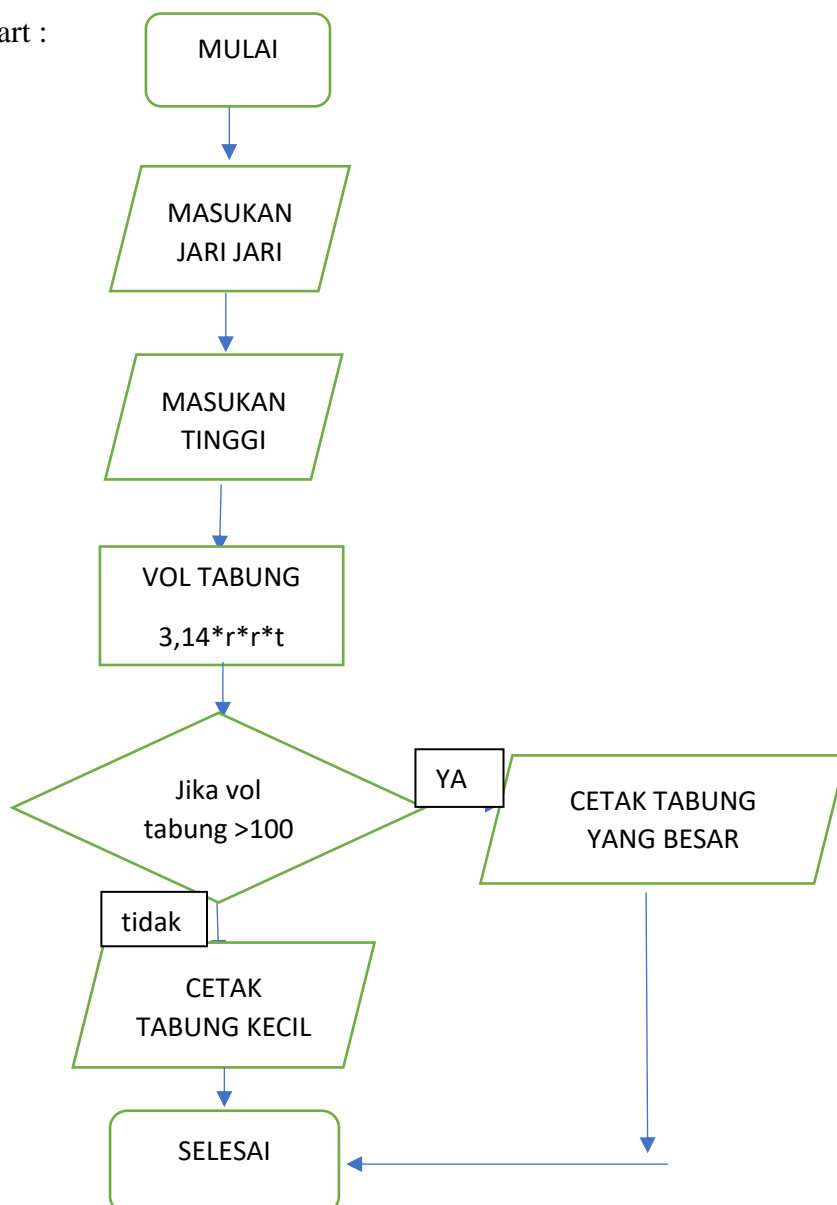 art :
MULAI
MASUKAN
JARI JARI
MASUKAN
TINGGI
VOL TABUNG
3,14*r*r*t
Jika vol
tabung >100
YA
CETAK TABUNG
YANG BESAR
tidak
CETAK
TABUNG KECIL
SELESAI